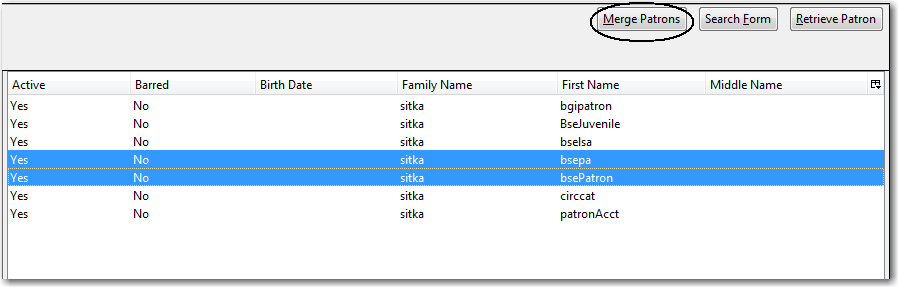 Merge Patrons Search Form Retrieve Patron
Active Barred Birth Date Family Name First Name Middle Name
Yes No sitka bgipatron
Yes No sitka BseJuvenile
Yes No sitka bselsa
Yes No sitka bsepa
Yes No sitka bsePatron
Yes No sitka circcat
Yes No sitka patronAcct